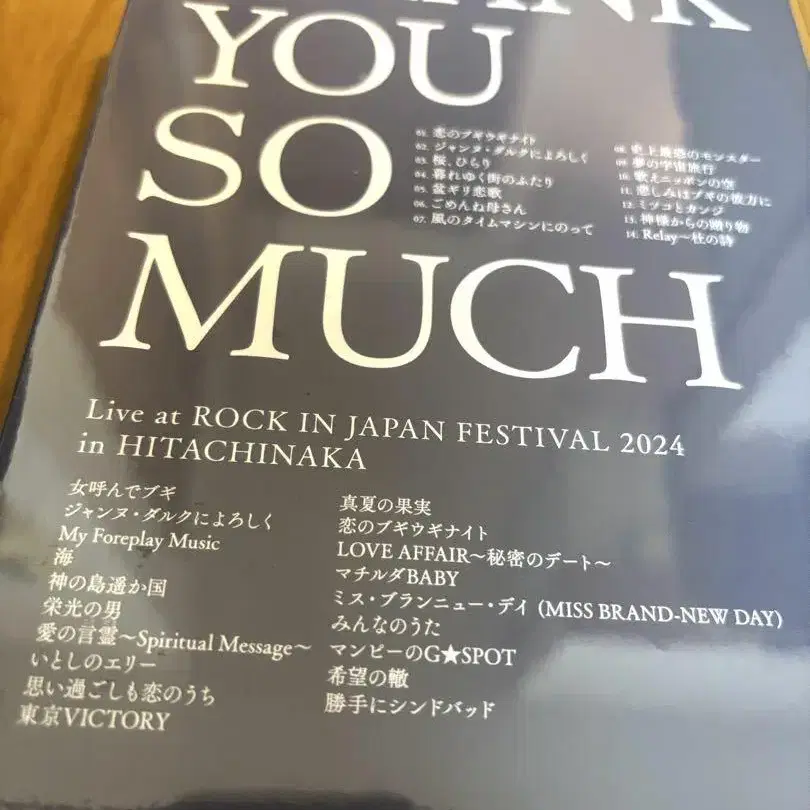 YOU
SO
MUCH
01. 恋のブギウギナイト
02. ジャンヌ・ダルクによろしく
03. 桜、ひらり
04. 暮れゆく街のふたり
05. 盆ギリ恋歌
06. ごめんね母さん
07. 風のタイムマシンにのって
08. 史上最恐のモンスター
09. 夢の宇宙旅行
10. 歌えニッポンの空
11. 悲しみはブギの彼方に
12. ミツコとカンジ
13. 神様からの贈り物
14. Relay〜杜の詩
Live at ROCK IN JAPAN FESTIVAL 2024
in HITACHINAKA
女呼んでブギ
ジャンヌ・ダルクによろしく
My Foreplay Music
海
神の島遥か国
栄光の男
愛の言霊〜Spiritual Message〜
いとしのエリー
思い過ごしも恋のうち
東京VICTORY
真夏の果実
恋のブギウギナイト
LOVE AFFAIR〜秘密のデート〜
マチルダBABY
ミス・ブランニュー・デイ (MISS BRAND-NEW DAY)
みんなのうた
マンピーのG★SPOT
希望の轍
勝手にシンドバッド